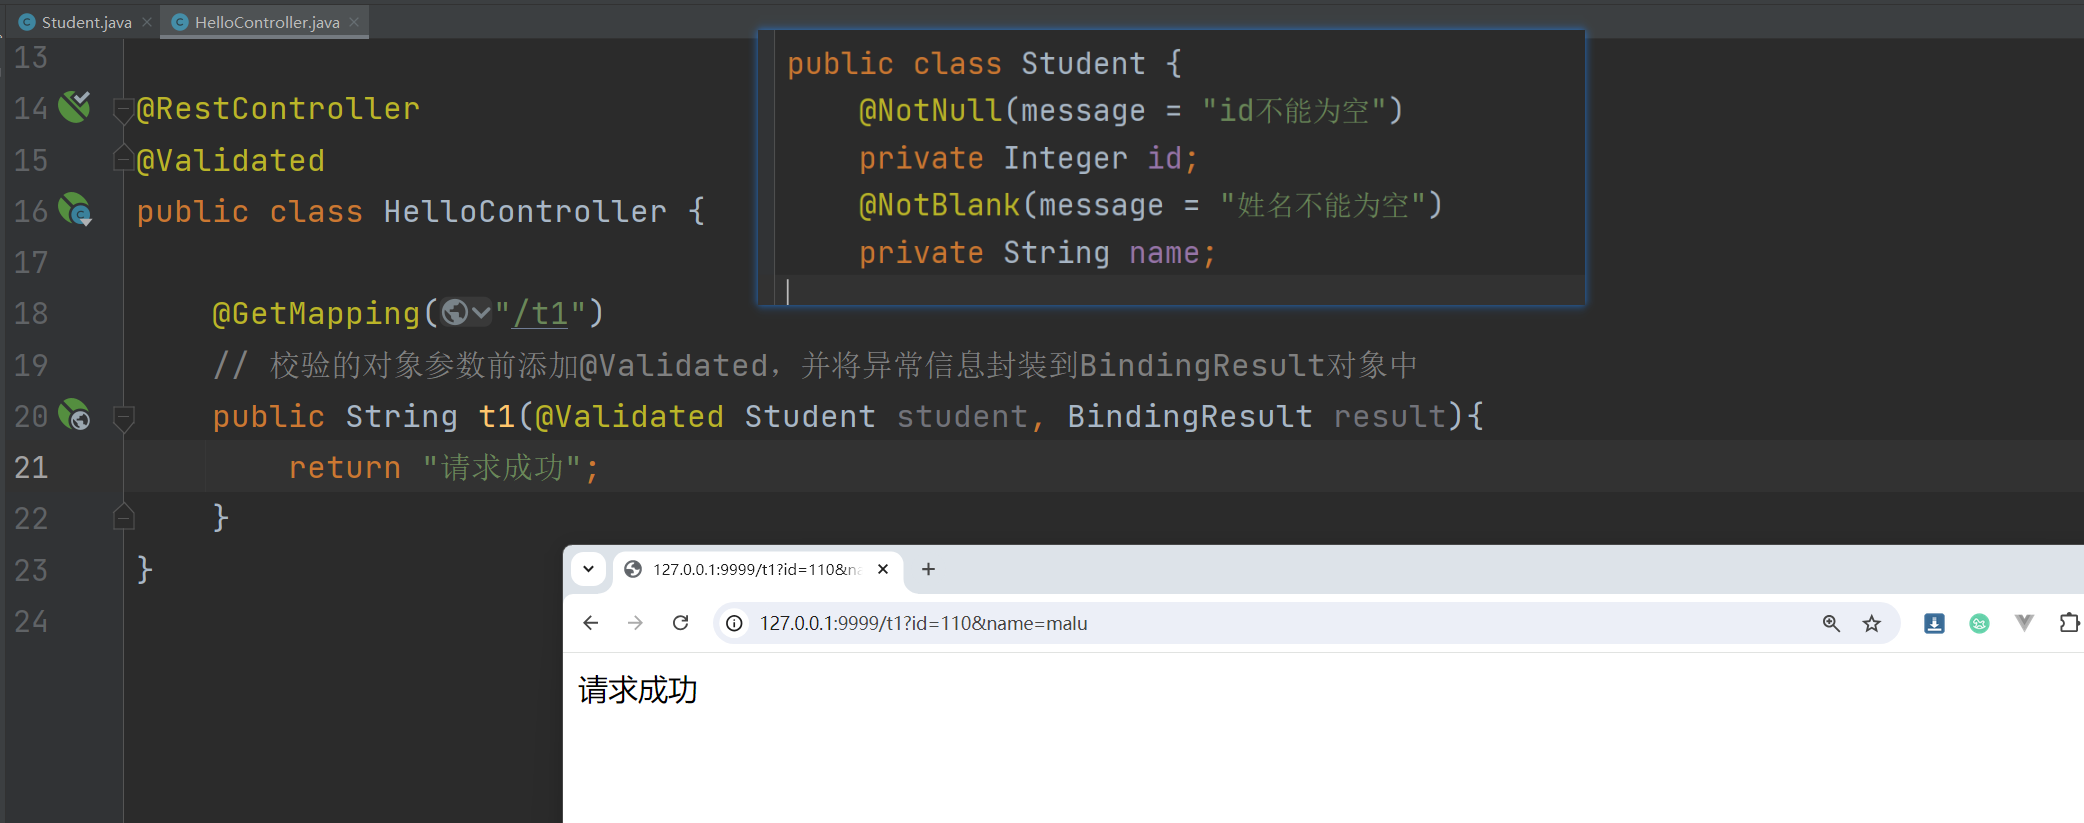 Student.java
HelloController.java
13
14 @RestController
15 @Validated
16 public class HelloController {
17
18 @GetMapping("/t1")
19 // 校验的对象参数前添加@Validated，并将异常信息封装到BindingResult对象中
20 public String t1(@Validated Student student, BindingResult result){
21 return "请求成功";
22 }
23 }
24
public class Student {
@NotNull(message = "id不能为空")
private Integer id;
@NotBlank(message = "姓名不能为空")
private String name;
127.0.0.1:9999/t1?id=110&na
127.0.0.1:9999/t1?id=110&name=malu
请求成功